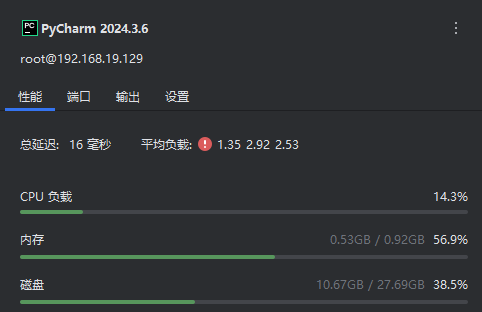 PC PyCharm 2024.3.6
root@192.168.19.129
性能 端口 输出 设置
总延迟: 16 毫秒 平均负载: 1.35 2.92 2.53
CPU 负载 14.3%
内存 0.53GB / 0.92GB 56.9%
磁盘 10.67GB / 27.69GB 38.5%